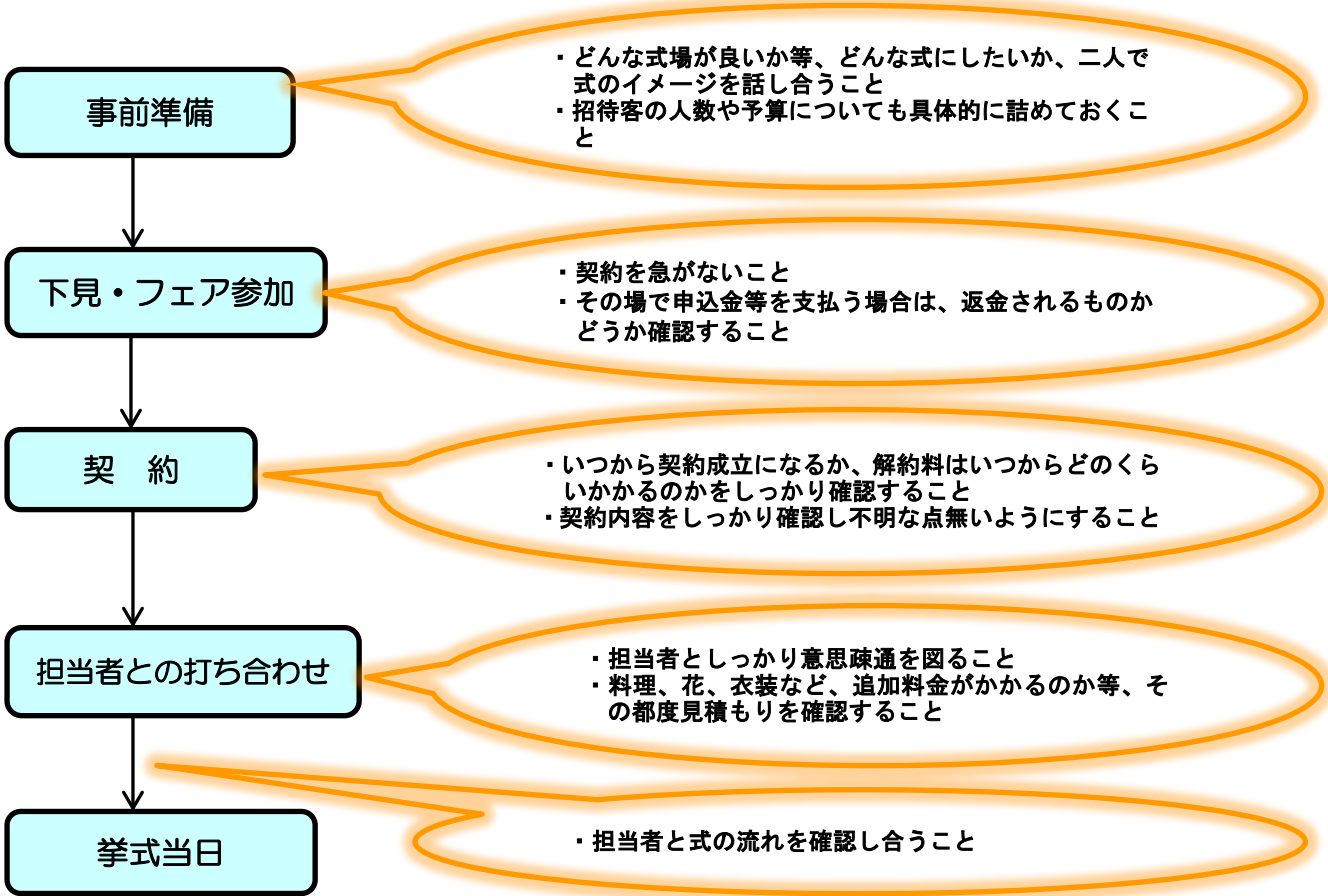 事前準備
・どんな式場が良いか等、どんな式にしたいか、二人で
式のイメージを話し合うこと
・招待客の人数や予算についても具体的に詰めておくこ
と
下見・フェア参加
・契約を急がないこと
・その場で申込金等を支払う場合は、返金されるものか
どうか確認すること
契　約
・いつから契約成立になるか、解約料はいつからどのくら
いかかるのかをしっかり確認すること
・契約内容をしっかり確認し不明な点無いようにすること
担当者との打ち合わせ
・担当者としっかり意思疎通を図ること
・料理、花、衣装など、追加料金がかかるのか等、そ
の都度見積もりを確認すること
・担当者と式の流れを確認し合うこと
挙式当日